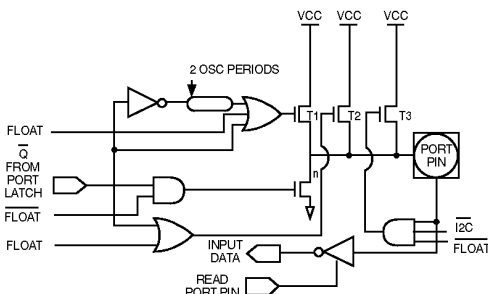 VCC VCC VCC
2 OSC PERIODS
T1 T2 T3
FLOAT
PORT
PIN
Q
FROM
PORT
LATCH
n
FLOAT
I2C
FLOAT
FLOAT
INPUT
DATA
READ
PORT PIN